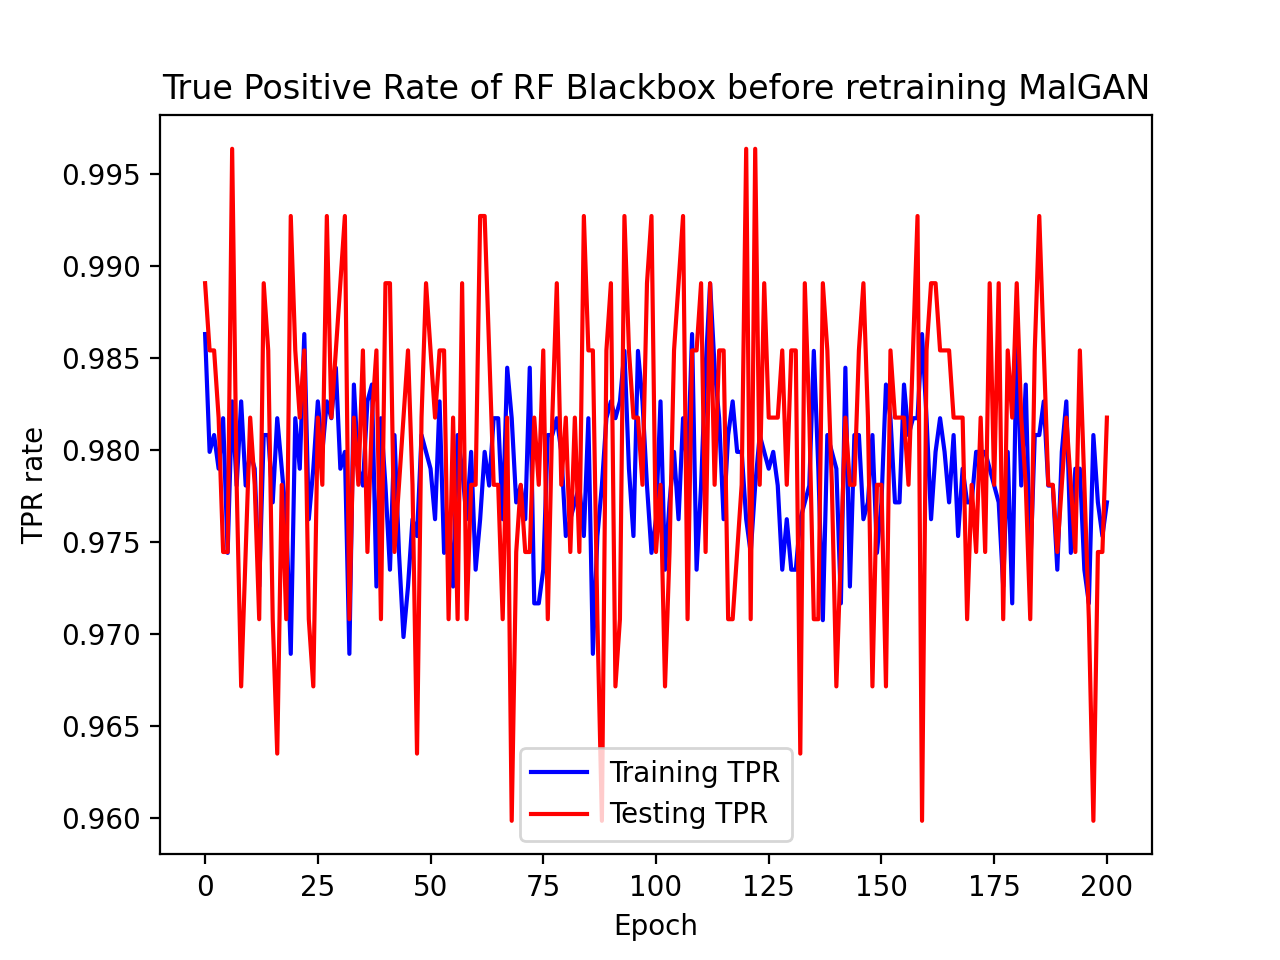 True Positive Rate of RF Blackbox before retraining MalGAN
0.995
0.990
0.985
0.980
0.975
0.970
0.965
0.960
TPR rate
Training TPR
Testing TPR
0 25 50 75 100 125 150 175 200
Epoch